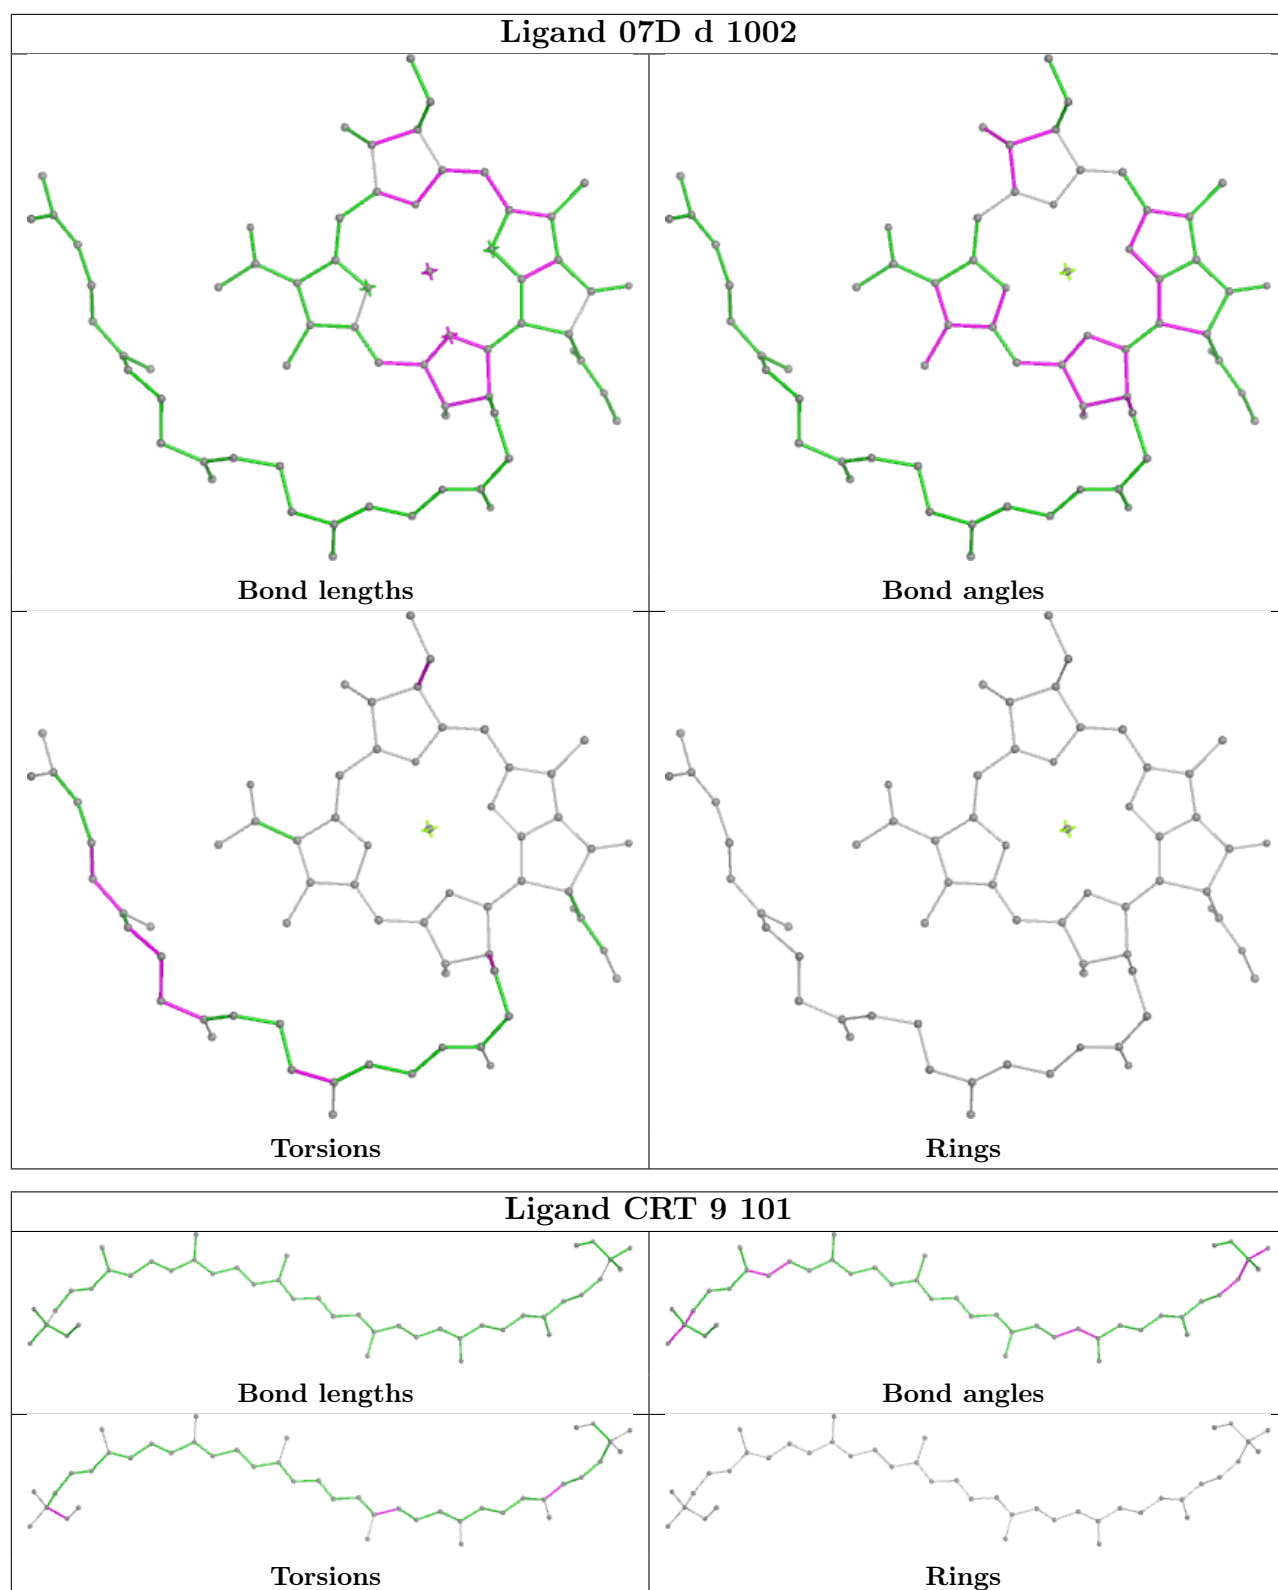 Ligand 07D d 1002
Bond lengths
Bond angles
Torsions
Rings
Ligand CRT 9 101
Bond lengths
Bond angles
Torsions
Rings